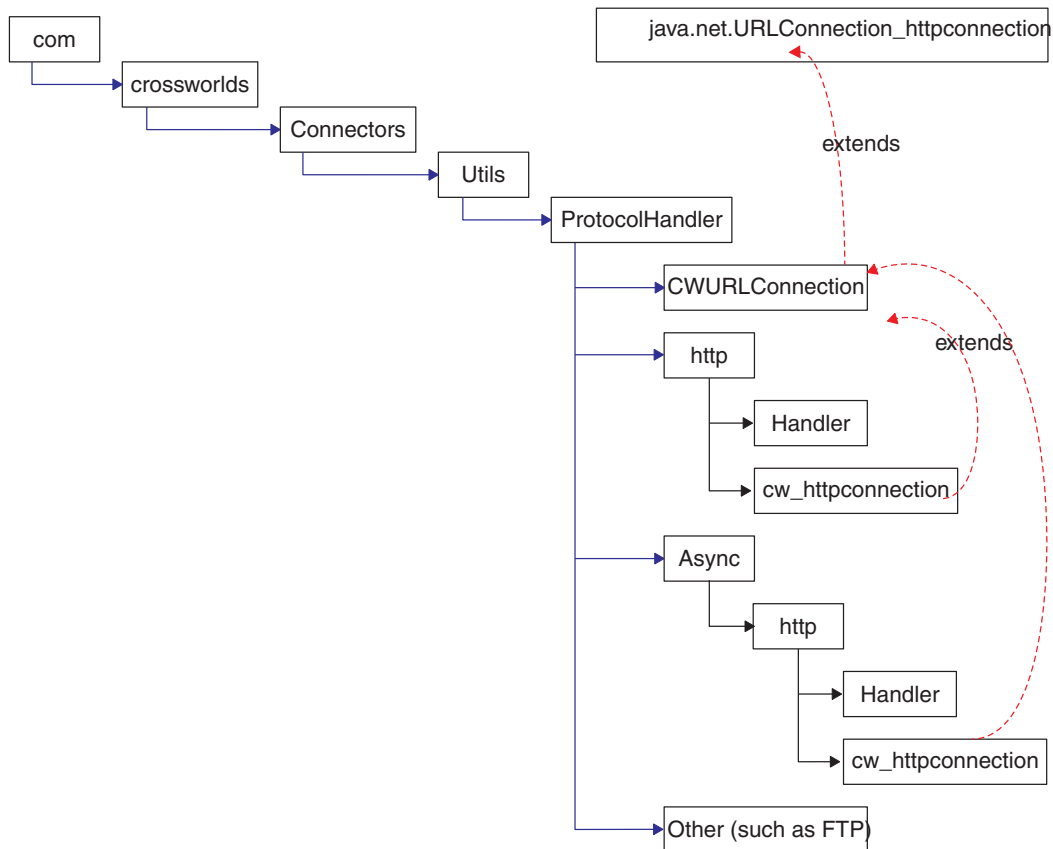 java.net.URLConnection_httpconnection
com
crossworlds
Connectors
extends
Utils
ProtocolHandler
CWURLConnection
extends
http
Handler
cw_httpconnection
Async
http
Handler
cw_httpconnection
Other (such as FTP)